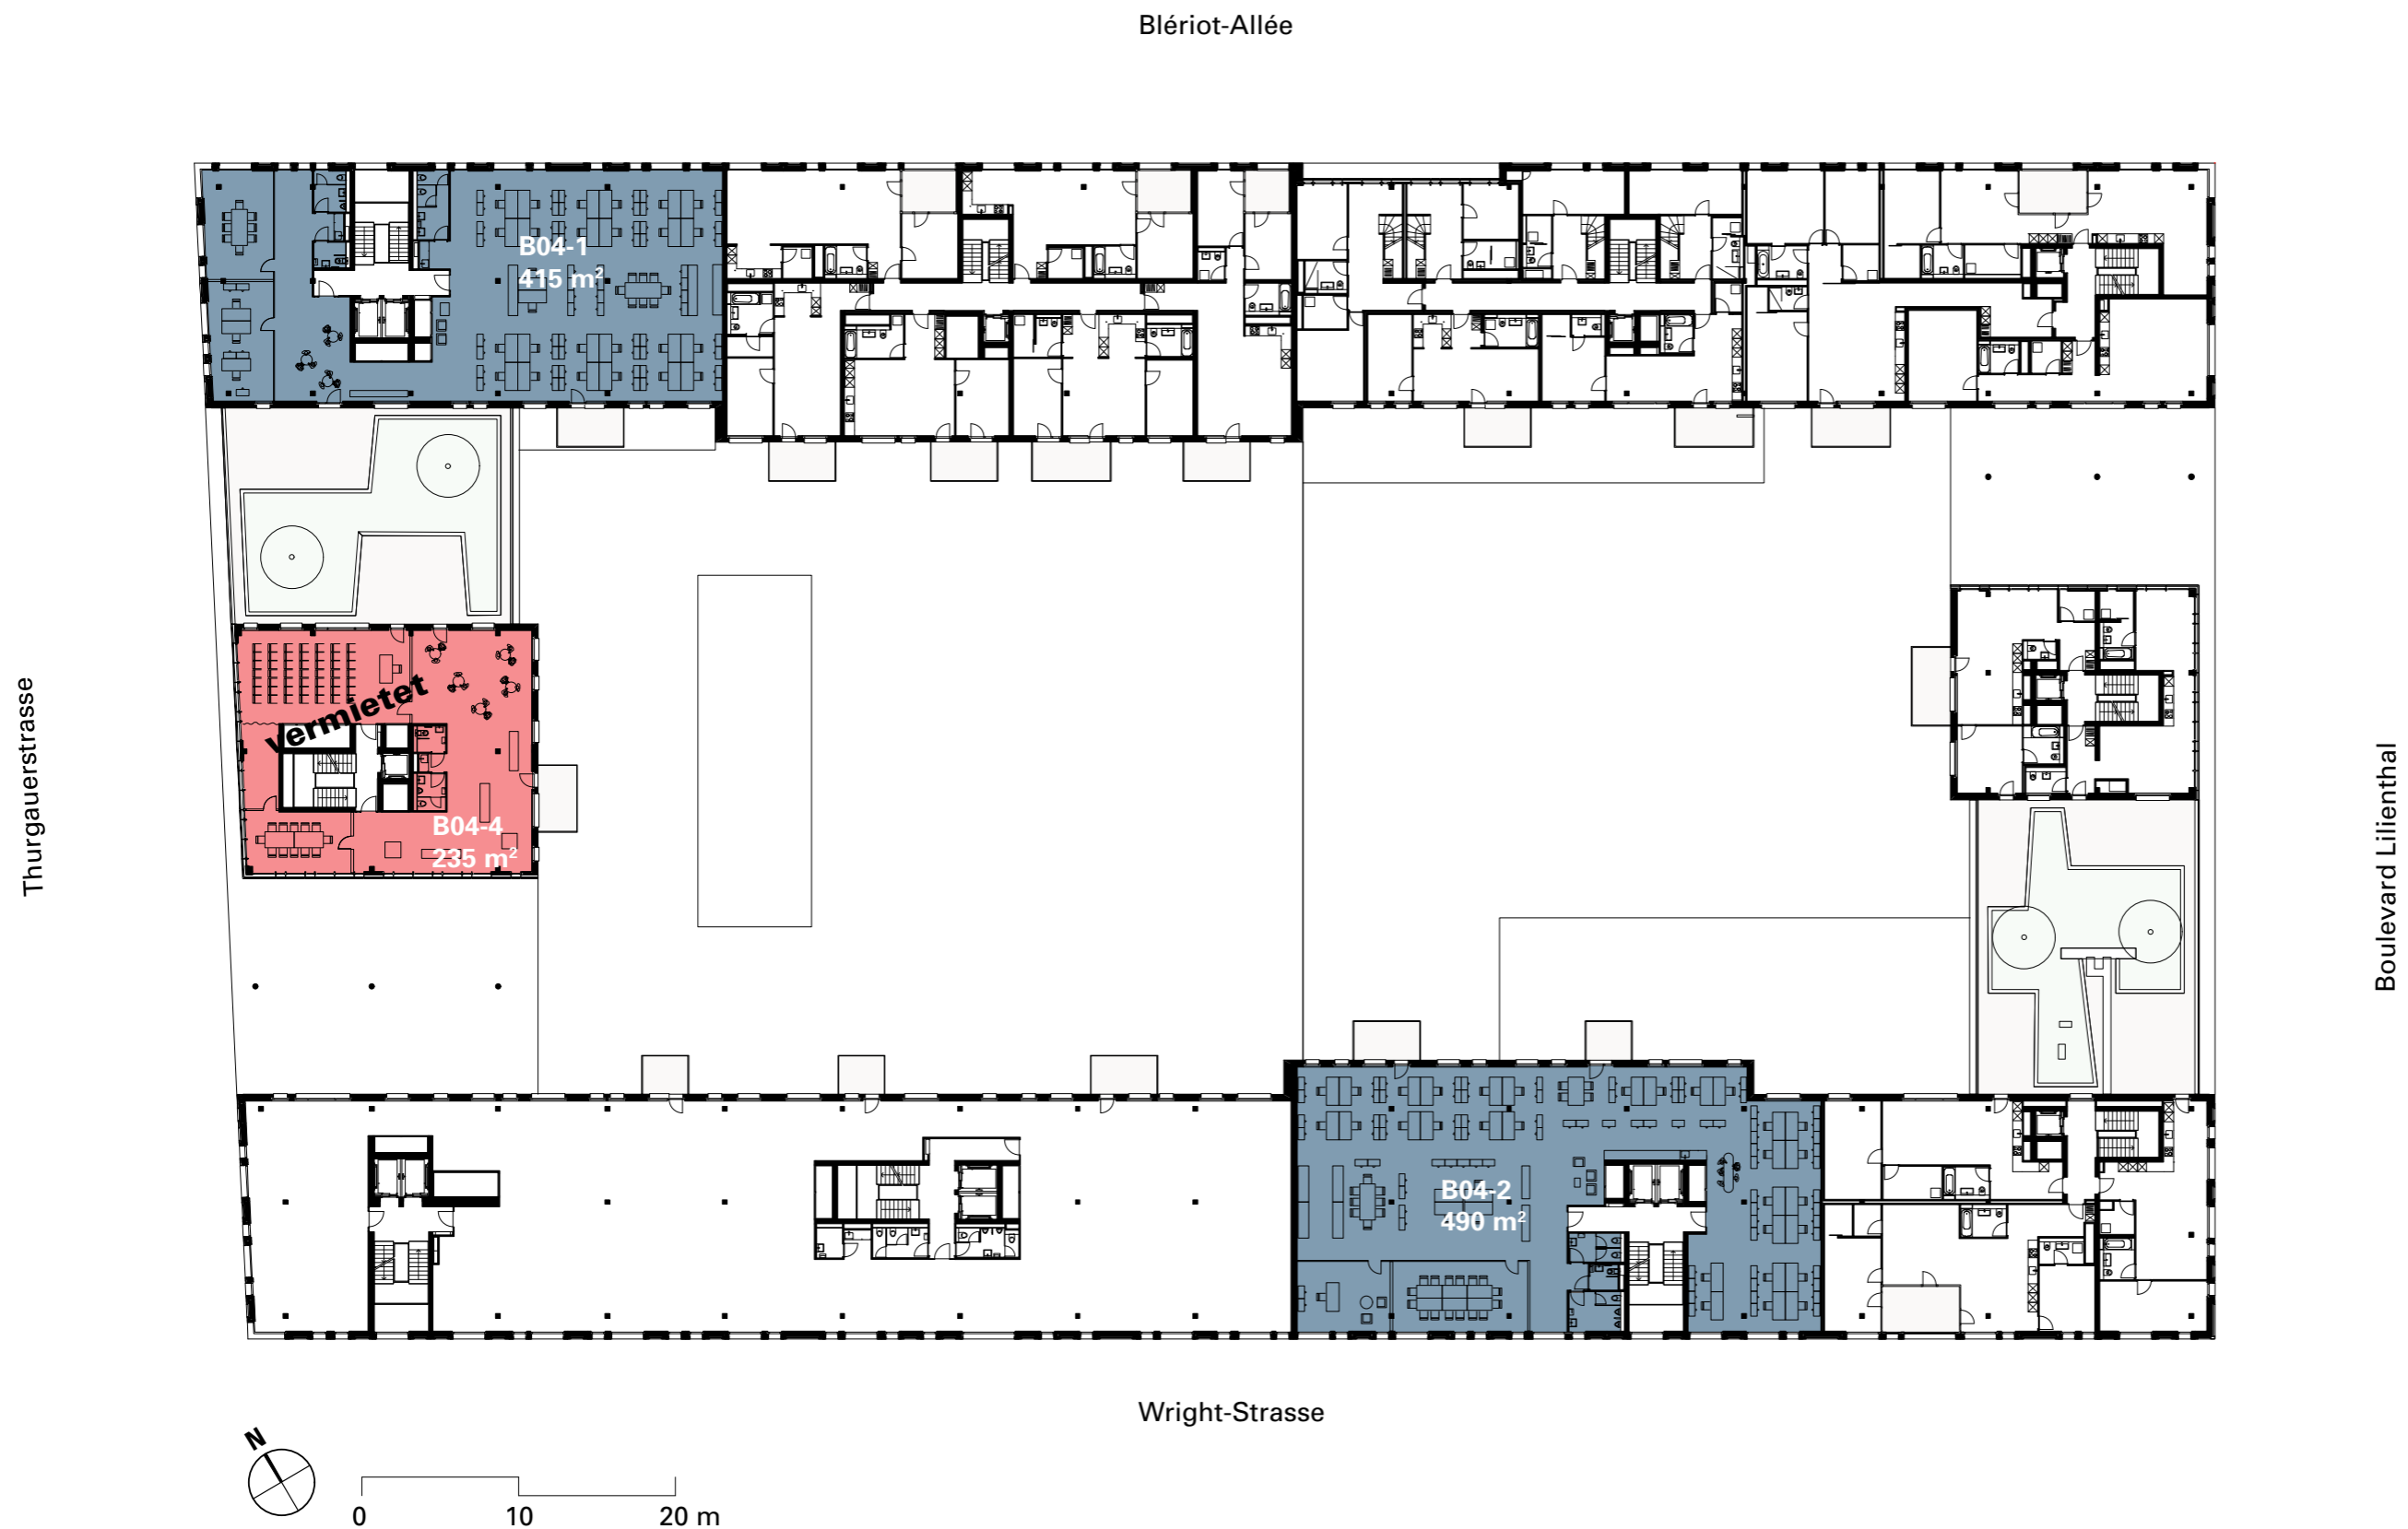 Blériot-Allée
B04-1
415 m²
Thurgauerstrasse
vermietet
B04-4
235 m²
Boulevard Lilienthal
B04-2
490 m²
Wright-Strasse
N
0 10 20 m